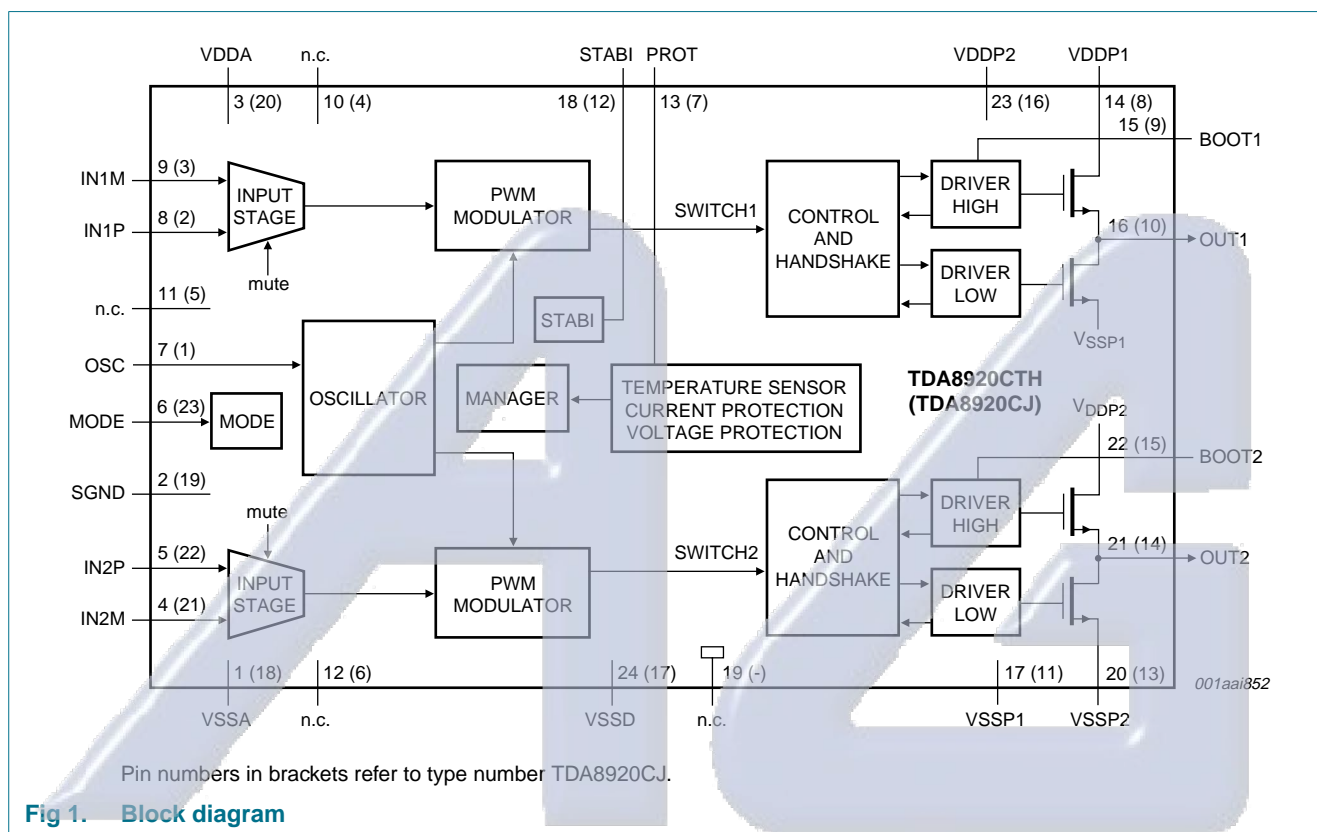 VDDA n.c. STABI PROT VDDP2 VDDP1
3 (20) 10 (4) 18 (12) 13 (7) 23 (16) 14 (8)
15 (9) BOOT1
IN1M 9 (3)
IN1P 8 (2)
INPUT
STAGE
mute
PWM
MODULATOR
SWITCH1
CONTROL
AND
HANDSHAKE
DRIVER
HIGH
DRIVER
LOW
16 (10) OUT1
VSSP1
n.c. 11 (5)
OSC 7 (1)
MODE 6 (23)
MODE
SGND 2 (19)
OSCILLATOR
STABI
MANAGER
TEMPERATURE SENSOR
CURRENT PROTECTION
VOLTAGE PROTECTION
TDA8920CTH
(TDA8920CJ)
VDDP2
22 (15) BOOT2
mute
IN2P 5 (22)
IN2M 4 (21)
INPUT
STAGE
PWM
MODULATOR
SWITCH2
CONTROL
AND
HANDSHAKE
DRIVER
HIGH
DRIVER
LOW
21 (14) OUT2
1 (18) 12 (6) 24 (17) 19 (-) 17 (11) 20 (13)
VSSA n.c. VSSD n.c. VSSP1 VSSP2
001aai852
Pin numbers in brackets refer to type number TDA8920CJ.
Fig 1. Block diagram
AG